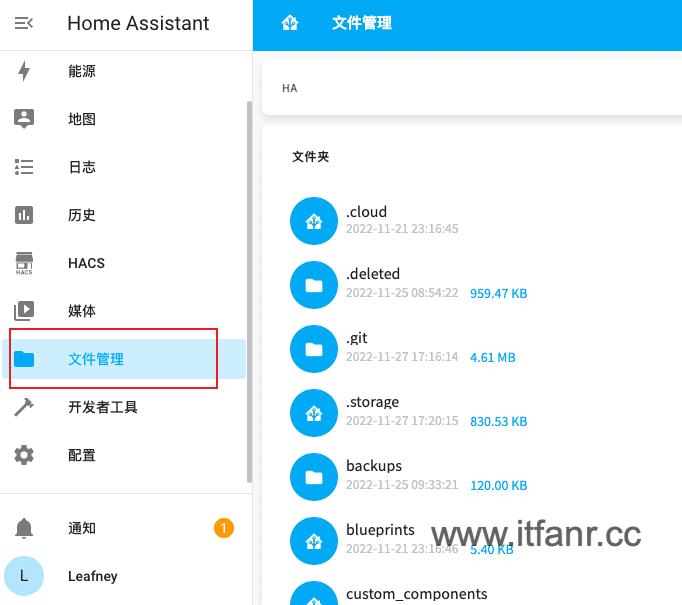 Home Assistant
能源
地图
日志
历史
HACS
HACS
媒体
文件管理
开发者工具
配置
通知
1
L
Leafney
文件管理
HA
文件夹
.cloud
2022-11-21 23:16:45
.deleted
2022-11-25 08:54:22 959.47 KB
.git
2022-11-27 17:16:14 4.61 MB
.storage
2022-11-27 17:20:15 830.53 KB
backups
2022-11-25 09:33:21 120.00 KB
blueprints
2022-11-21 23:16:46 5.40 KB
www.itfanr.cc
custom_components